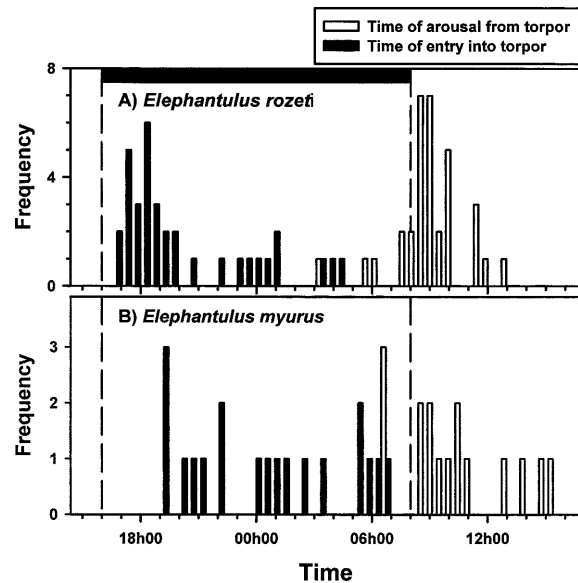 Time of arousal from torpor
Time of entry into torpor
8
A) Elephantulus rozeti
4
0
Frequency
B) Elephantulus myurus
3
2
1
0
Frequency
18h00 00h00 06h00 12h00
Time